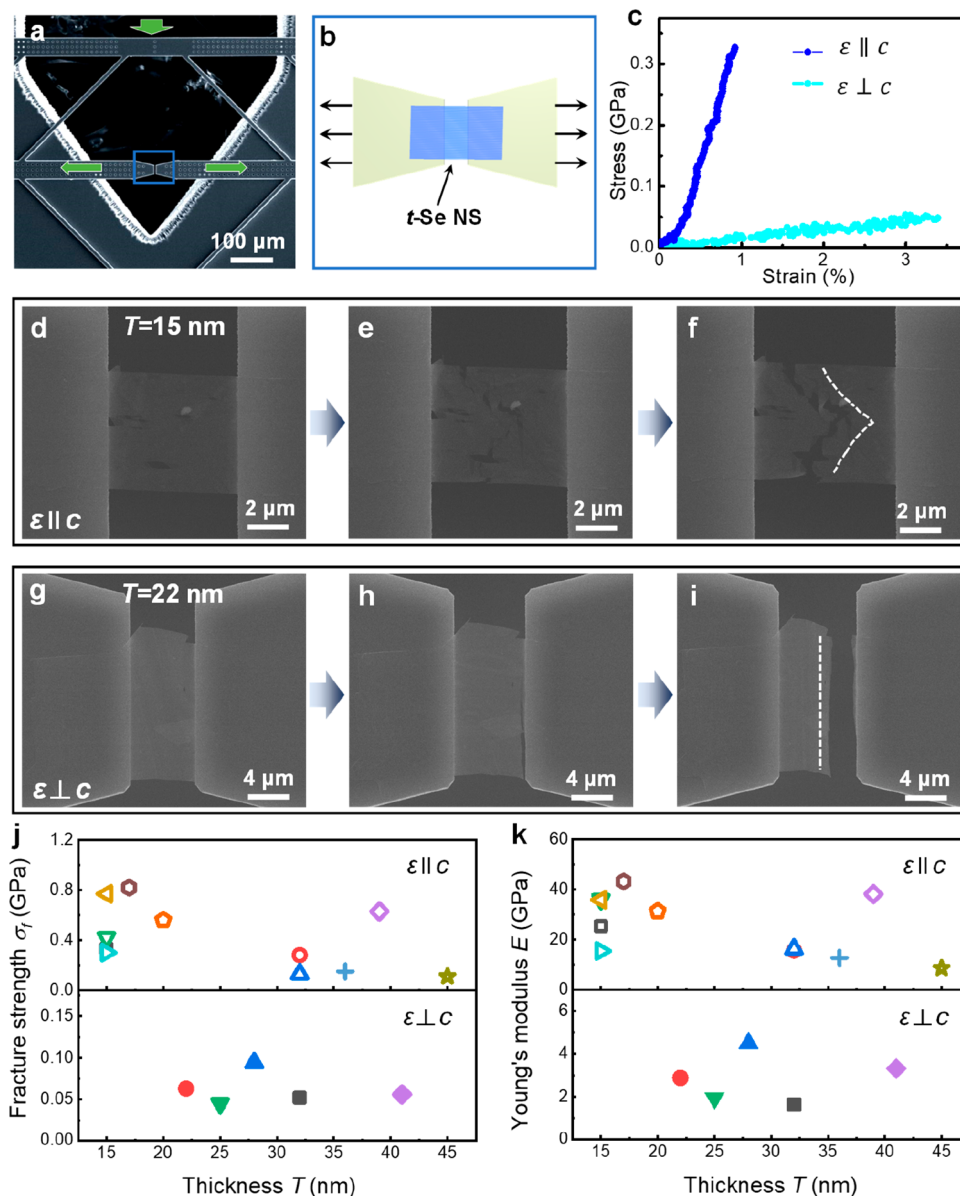 a
100 µm
b
t-Se NS
c
ε || c
ε ⊥ c
Stress (GPa)
0.3
0.2
0.1
0.0
0 1 2 3
Strain (%)
d
T=15 nm
ε || c
2 µm
e
2 µm
f
2 µm
g
T=22 nm
ε⊥c
4 µm
h
4 µm
i
4 µm
j
Fracture strength σf (GPa)
1.2
0.8
0.4
0.0
ε || c
0.15
0.10
0.05
0.00
ε⊥c
15 20 25 30 35 40 45
Thickness T (nm)
k
Young's modulus E (GPa)
60
40
20
0
ε || c
6
4
2
0
ε⊥c
15 20 25 30 35 40 45
Thickness T (nm)